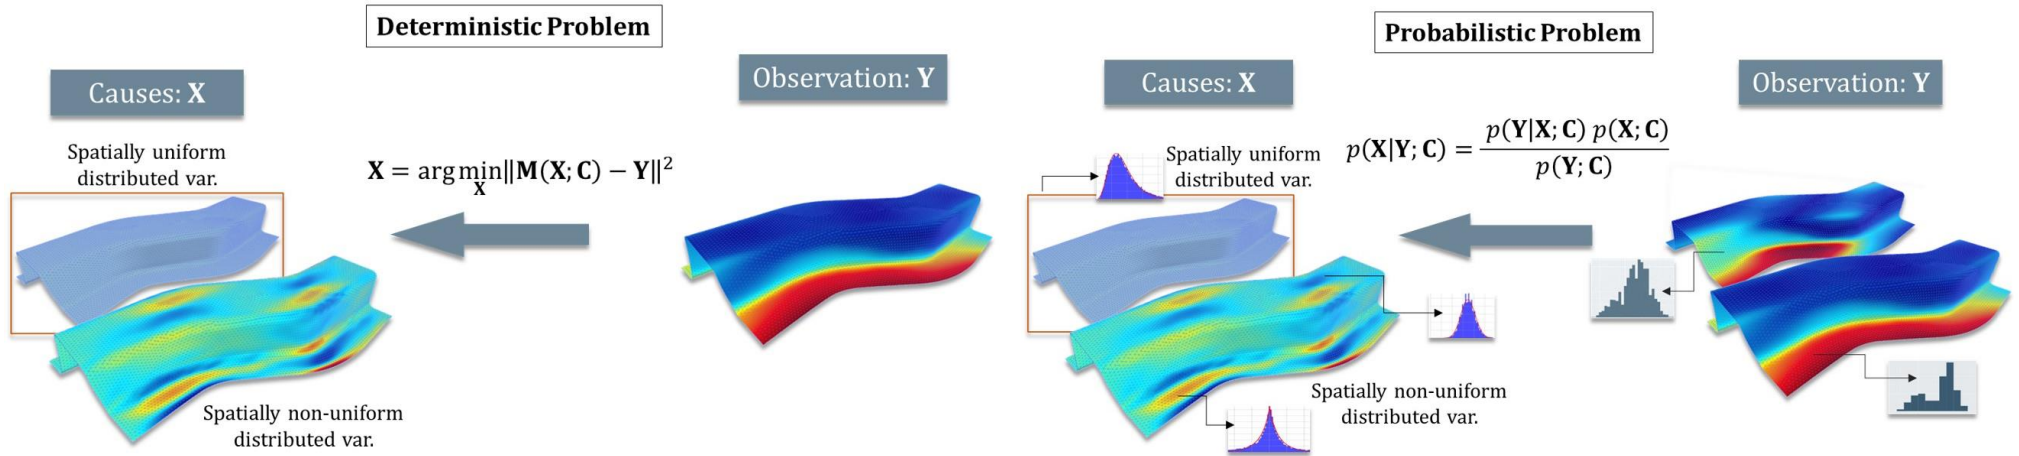 Deterministic Problem
Causes: X
Observation: Y
Spatially uniform
distributed var.
X = arg min_X ||M(X; C) − Y||²
Spatially non-uniform
distributed var.
Probabilistic Problem
Causes: X
Observation: Y
Spatially uniform
distributed var.
p(X|Y; C) = p(Y|X; C) p(X; C) / p(Y; C)
Spatially non-uniform
distributed var.